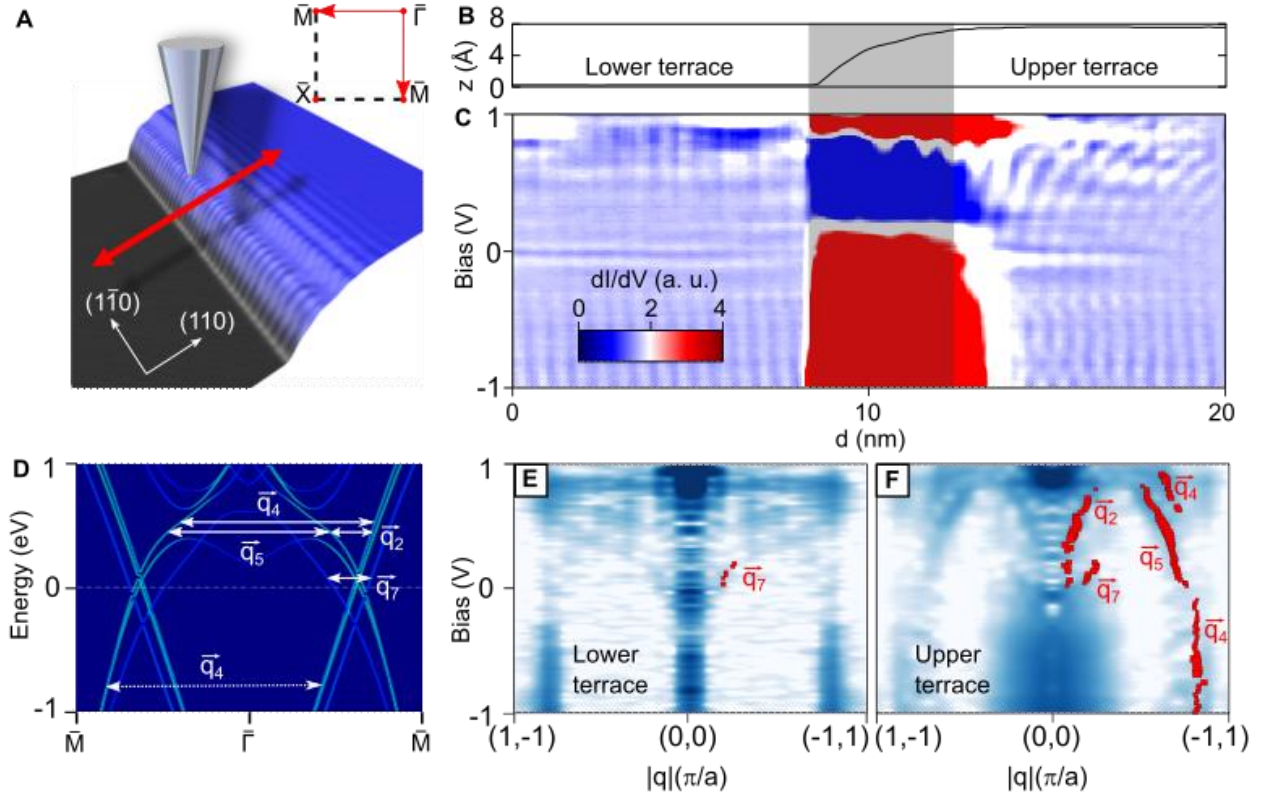 A
M̄
Γ̄
X̄
M̄
(11̄0)
(110)
B
8
4
0
z (Å)
Lower terrace
Upper terrace
C
1
0
-1
Bias (V)
dI/dV (a. u.)
0
2
4
0
10
20
d (nm)
D
1
0
-1
Energy (eV)
q⃗4
q⃗2
q⃗5
q⃗7
q⃗4
M̄
Γ̄
M̄
E
1
0
-1
Bias (V)
q⃗7
Lower
terrace
(1,-1)
(0,0)
(-1,1)
|q|(π/a)
F
q⃗4
q⃗2
q⃗5
q⃗7
q⃗4
Upper
terrace
(1,-1)
(0,0)
(-1,1)
|q|(π/a)